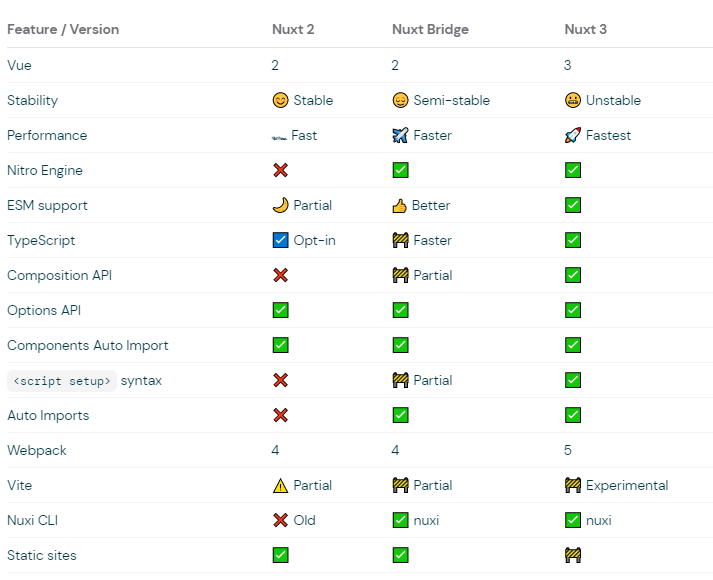 Feature / Version Nuxt 2 Nuxt Bridge Nuxt 3
Vue 2 2 3
Stability 😊 Stable 😌 Semi-stable 😬 Unstable
Performance 🏎 Fast ✈️ Faster 🚀 Fastest
Nitro Engine ❌ ✅ ✅
ESM support 🌙 Partial 👍 Better ✅
TypeScript ☑️ Opt-in 🚧 Faster ✅
Composition API ❌ 🚧 Partial ✅
Options API ✅ ✅ ✅
Components Auto Import ✅ ✅ ✅
<script setup> syntax ❌ 🚧 Partial ✅
Auto Imports ❌ ✅ ✅
Webpack 4 4 5
Vite ⚠️ Partial 🚧 Partial 🚧 Experimental
Nuxi CLI ❌ Old ✅ nuxi ✅ nuxi
Static sites ✅ ✅ 🚧